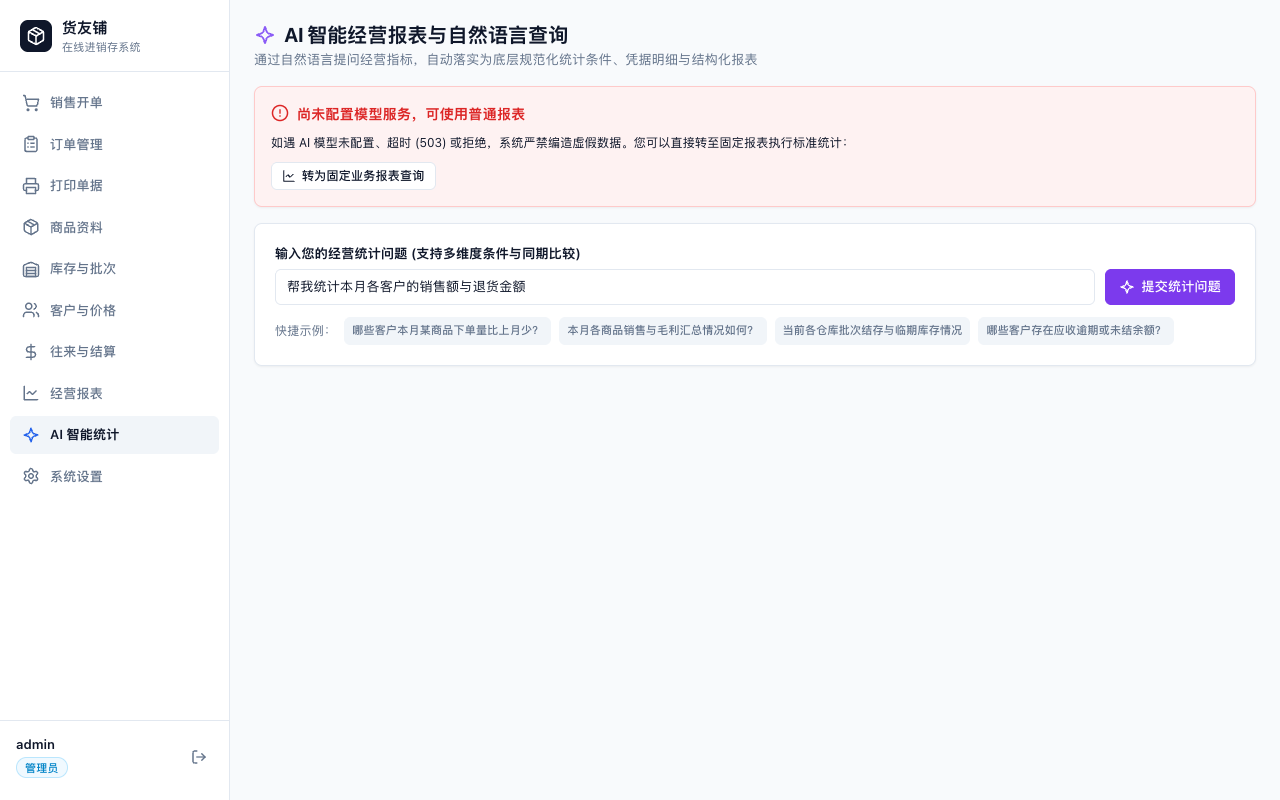 货友铺
在线进销存系统
销售开单
订单管理
打印单据
商品资料
库存与批次
客户与价格
往来与结算
经营报表
AI 智能统计
系统设置
admin
管理员
AI 智能经营报表与自然语言查询
通过自然语言提问经营指标，自动落实为底层规范化统计条件、凭据明细与结构化报表
尚未配置模型服务，可使用普通报表
如遇 AI 模型未配置、超时 (503) 或拒绝，系统严禁编造虚假数据。您可以直接转至固定报表执行标准统计：
转为固定业务报表查询
输入您的经营统计问题 (支持多维度条件与同期比较)
帮我统计本月各客户的销售额与退货金额
提交统计问题
快捷示例：
哪些客户本月某商品下单量比上月少？
本月各商品销售与毛利汇总情况如何？
当前各仓库批次结存与临期库存情况
哪些客户存在应收逾期或未结余额？